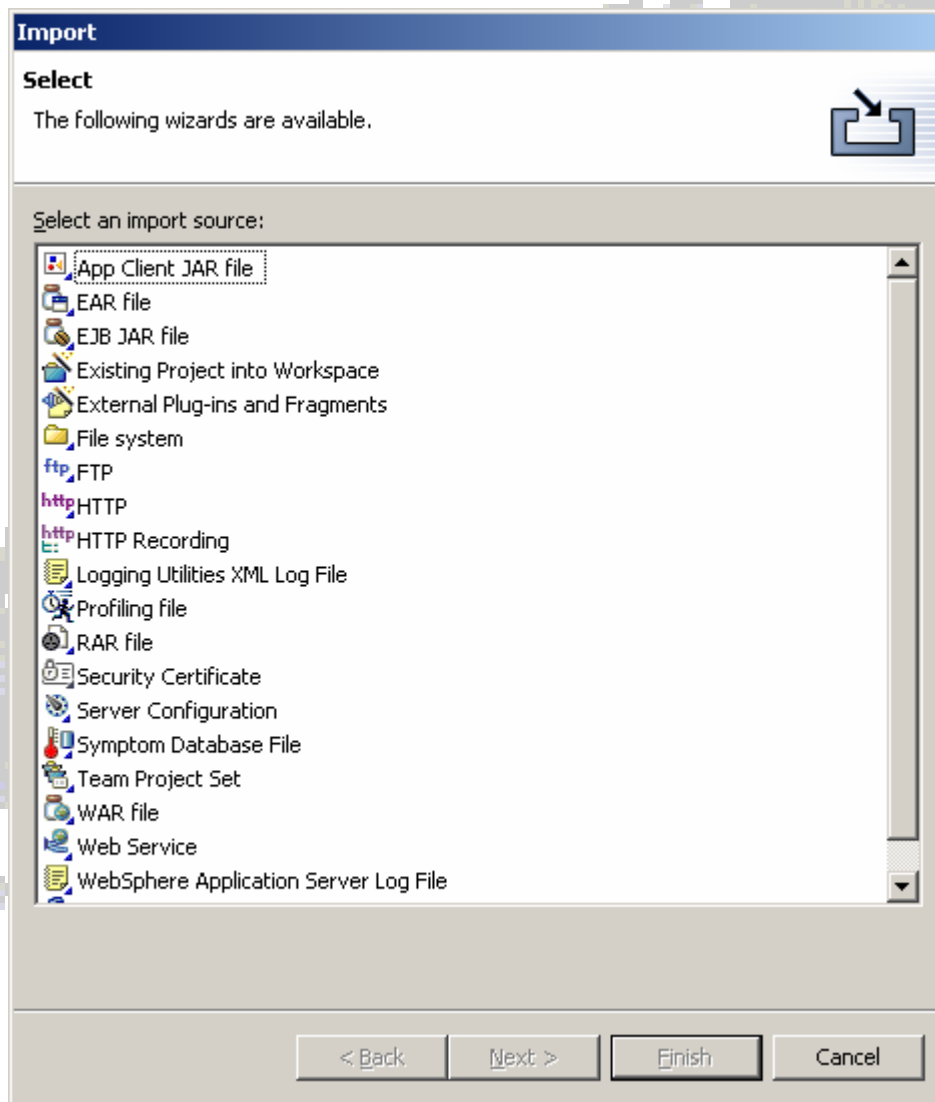 Import
Select
The following wizards are available.
Select an import source:
App Client JAR file
EAR file
EJB JAR file
Existing Project into Workspace
External Plug-ins and Fragments
File system
ftp FTP
http HTTP
http HTTP Recording
Logging Utilities XML Log File
Profiling file
RAR file
Security Certificate
Server Configuration
Symptom Database File
Team Project Set
WAR file
Web Service
WebSphere Application Server Log File
< Back Next > Finish Cancel